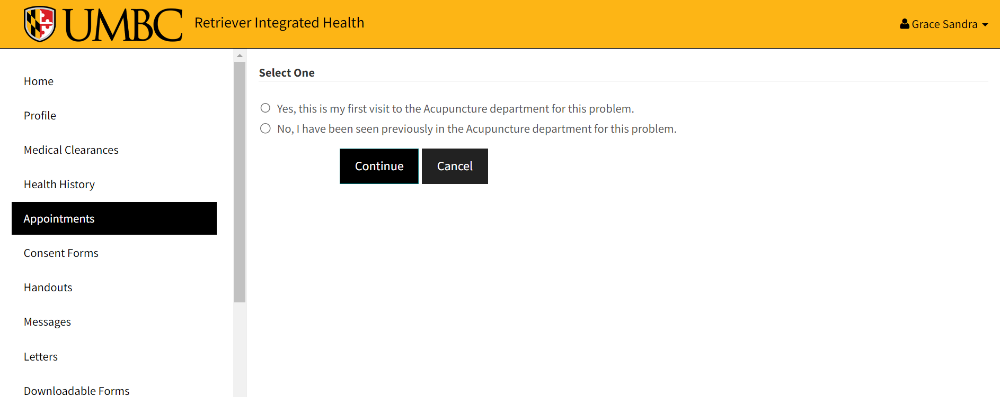 UMBC Retriever Integrated Health
Grace Sandra
Home
Profile
Medical Clearances
Health History
Appointments
Consent Forms
Handouts
Messages
Letters
Downloadable Forms
Select One
Yes, this is my first visit to the Acupuncture department for this problem.
No, I have been seen previously in the Acupuncture department for this problem.
Continue Cancel